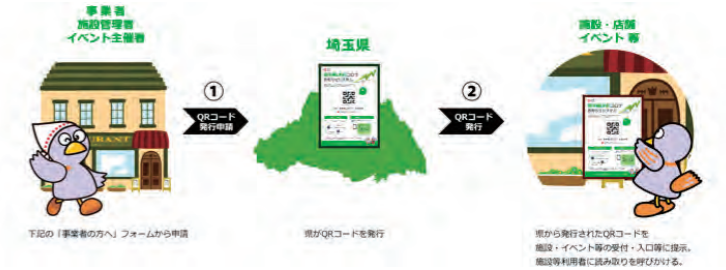 事業者
施設管理者
イベント主催者
①
QRコード
発行申請
埼玉県
②
QRコード
発行
施設・店舗
イベント 等
下記の「事業者の方へ」フォームから申請
県がQRコードを発行
県から発行されたQRコードを
施設・イベント等の受付・入口等に提示。
施設等利用者に読み取りを呼びかける。